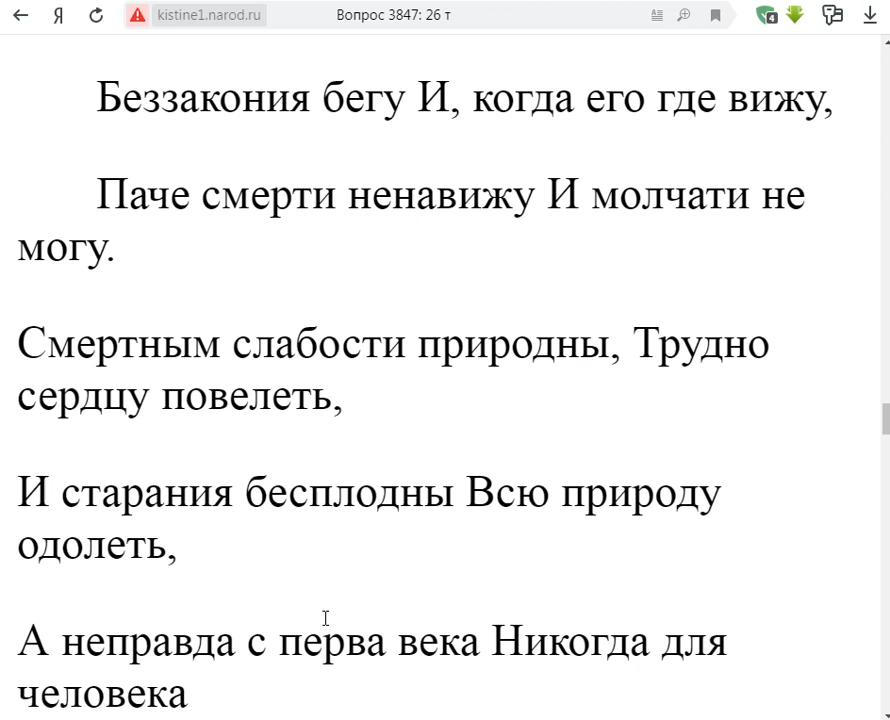 Я
kistine1.narod.ru
Вопрос 3847: 26 т
4
Беззакония бегу И, когда его где вижу,
Паче смерти ненавижу И молчати не
могу.
Смертным слабости природны, Трудно
сердцу повелеть,
И старания бесплодны Всю природу
одолеть,
А неправда с перва века Никогда для
человека